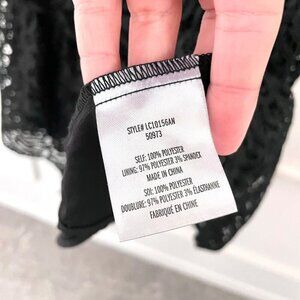 STYLE# LC10156AN
50973
SELF: 100% POLYESTER
LINING: 97% POLYESTER 3% SPANDEX
MADE IN CHINA
SOI: 100% POLYESTER
DOUBLURE: 97% POLYESTER 3% ÉLASTHANNE
FABRIQUÉ EN CHINE